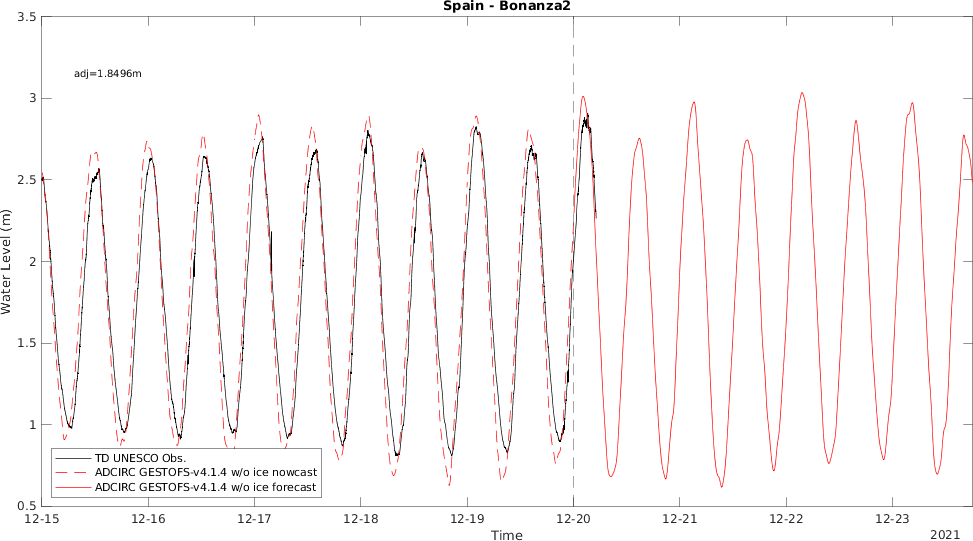 Spain - Bonanza2
3.5
adj=1.8496m
3
2.5
2
Water Level (m)
1.5
1
TD UNESCO Obs.
ADCIRC GESTOFS-v4.1.4 w/o ice nowcast
ADCIRC GESTOFS-v4.1.4 w/o ice forecast
0.5
12-15 12-16 12-17 12-18 12-19 12-20 12-21 12-22 12-23
Time
2021